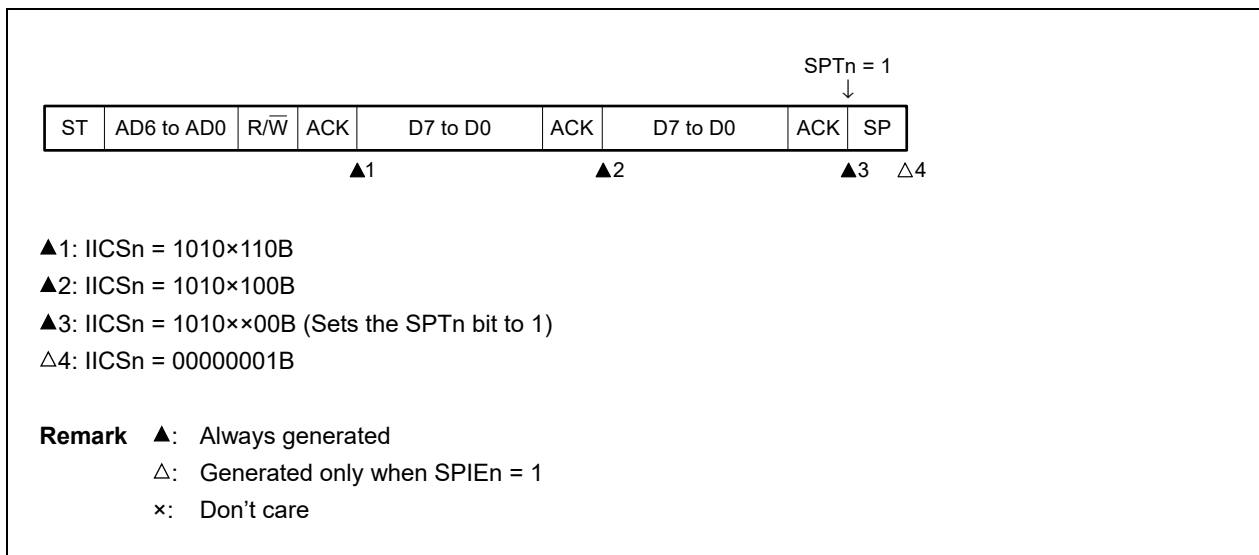 SPTn = 1
↓
ST AD6 to AD0 R/W̅ ACK D7 to D0 ACK D7 to D0 ACK SP
▲1 ▲2 ▲3 △4
▲1: IICSn = 1010×110B
▲2: IICSn = 1010×100B
▲3: IICSn = 1010××00B (Sets the SPTn bit to 1)
△4: IICSn = 00000001B
Remark ▲: Always generated
△: Generated only when SPIEn = 1
×: Don’t care